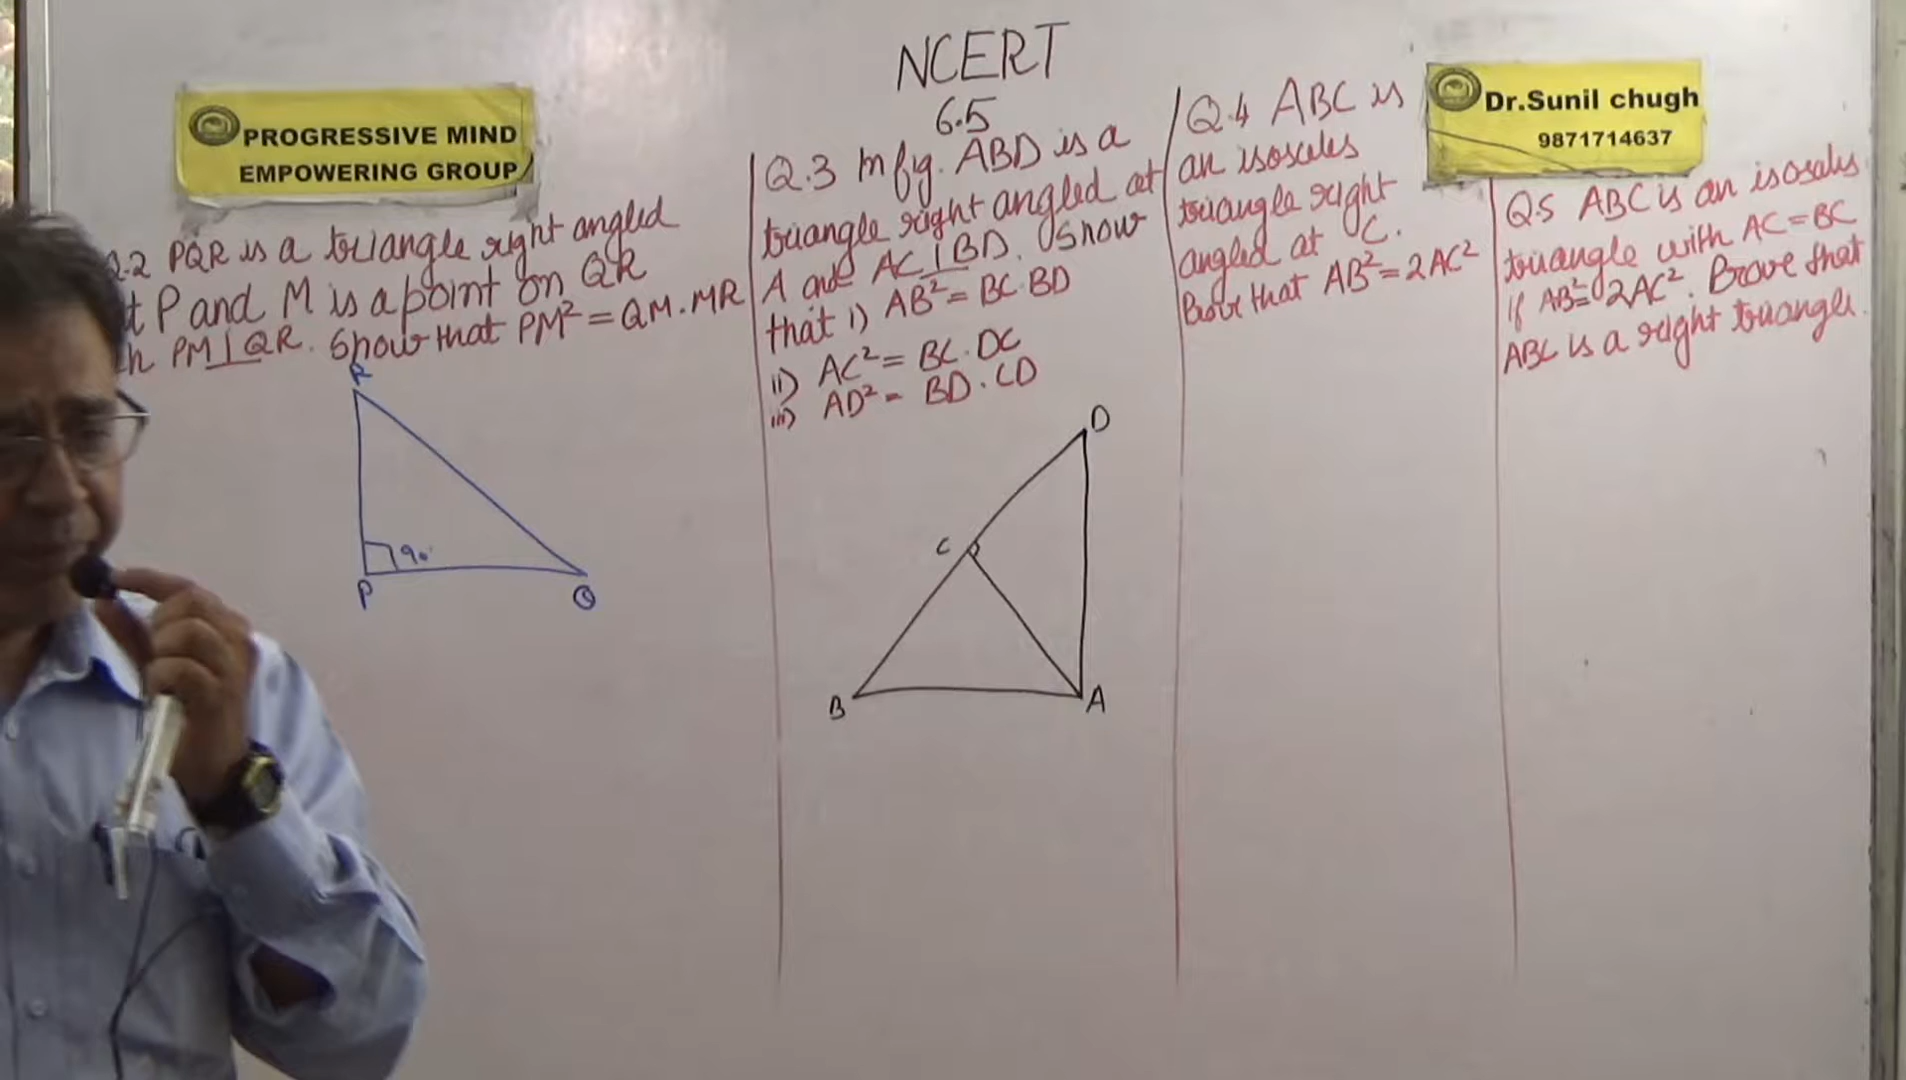 NCERT
6.5
PROGRESSIVE MIND
EMPOWERING GROUP
Dr.Sunil chugh
9871714637
Q.2 PQR is a triangle right angled
at P and M is a point on QR
PM⊥QR. Show that PM² = QM.MR
R
90°
P
Q
Q.3 In fig. ABD is a
triangle right angled at
A and AC⊥BD. Show
that i) AB² = BC.BD
ii) AC² = BC.DC
iii) AD² = BD.CD
D
C
B
A
Q.4 ABC is
an isosceles
triangle right
angled at C.
Prove that AB² = 2AC²
Q.5 ABC is an isosceles
triangle with AC = BC
if AB² = 2AC². Prove that
ABC is a right triangle.